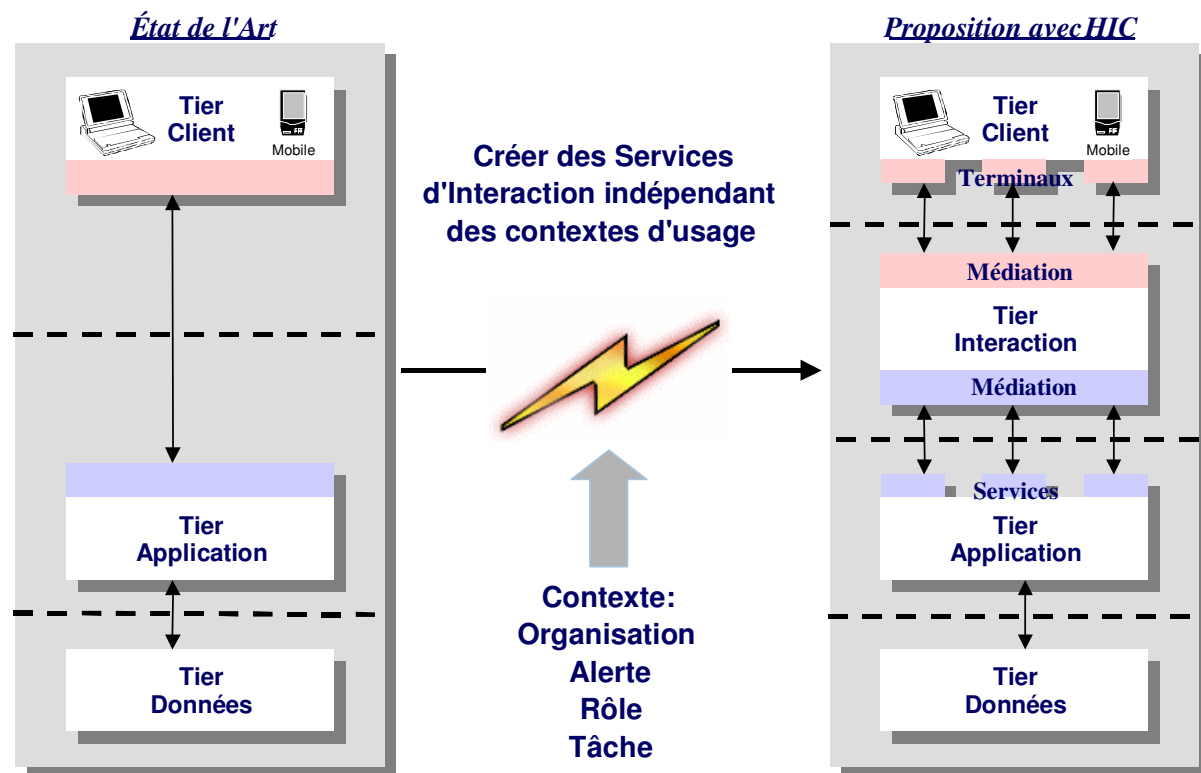 État de l'Art
Tier
Client
Mobile
Tier
Application
Tier
Données
Créer des Services
d'Interaction indépendant
des contextes d'usage
Contexte:
Organisation
Alerte
Rôle
Tâche
Proposition avec HIC
Tier
Client
Mobile
Terminaux
Médiation
Tier
Interaction
Médiation
Services
Tier
Application
Tier
Données